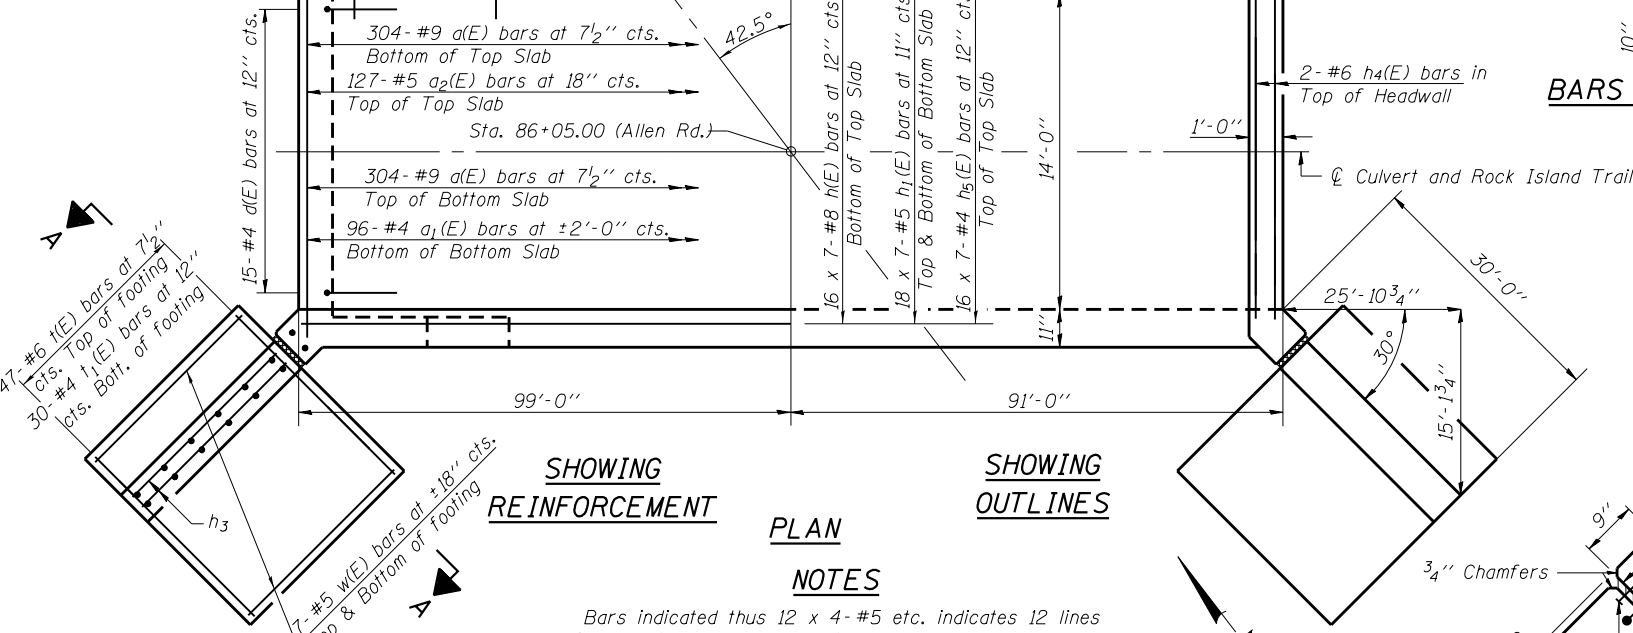 304-#9 a(E) bars at 7½″ cts.
Bottom of Top Slab
127-#5 a₂(E) bars at 18″ cts.
Top of Top Slab
Sta. 86+05.00 (Allen Rd.)
304-#9 a(E) bars at 7½″ cts.
Top of Bottom Slab
96-#4 a₁(E) bars at ±2′-0″ cts.
Bottom of Bottom Slab
15-#4 d(E) bars at 12″ cts.
42.5°
16 x 7-#8 h(E) bars at 12″ cts.
Bottom of Top Slab
18 x 7-#5 h₁(E) bars at 11″ cts.
Top & Bottom of Bottom Slab
16 x 7-#4 h₅(E) bars at 12″ cts.
Top of Top Slab
14′-0″
11″
1′-0″
2-#6 h₄(E) bars in
Top of Headwall
10″
BARS
℄ Culvert and Rock Island Trail
A
47-#6 t(E) bars at 7½″
cts. Top of footing
30-#4 t₁(E) bars at 12″
cts. Bott. of footing
h₃
7-#5 w(E) bars at ±18″ cts.
& Bottom of footing
A
99′-0″
91′-0″
25′-10¾″
30′-0″
30°
15′-1¾″
SHOWING
REINFORCEMENT
SHOWING
OUTLINES
PLAN
NOTES
Bars indicated thus 12 x 4-#5 etc. indicates 12 lines
9″
¾″ Chamfers